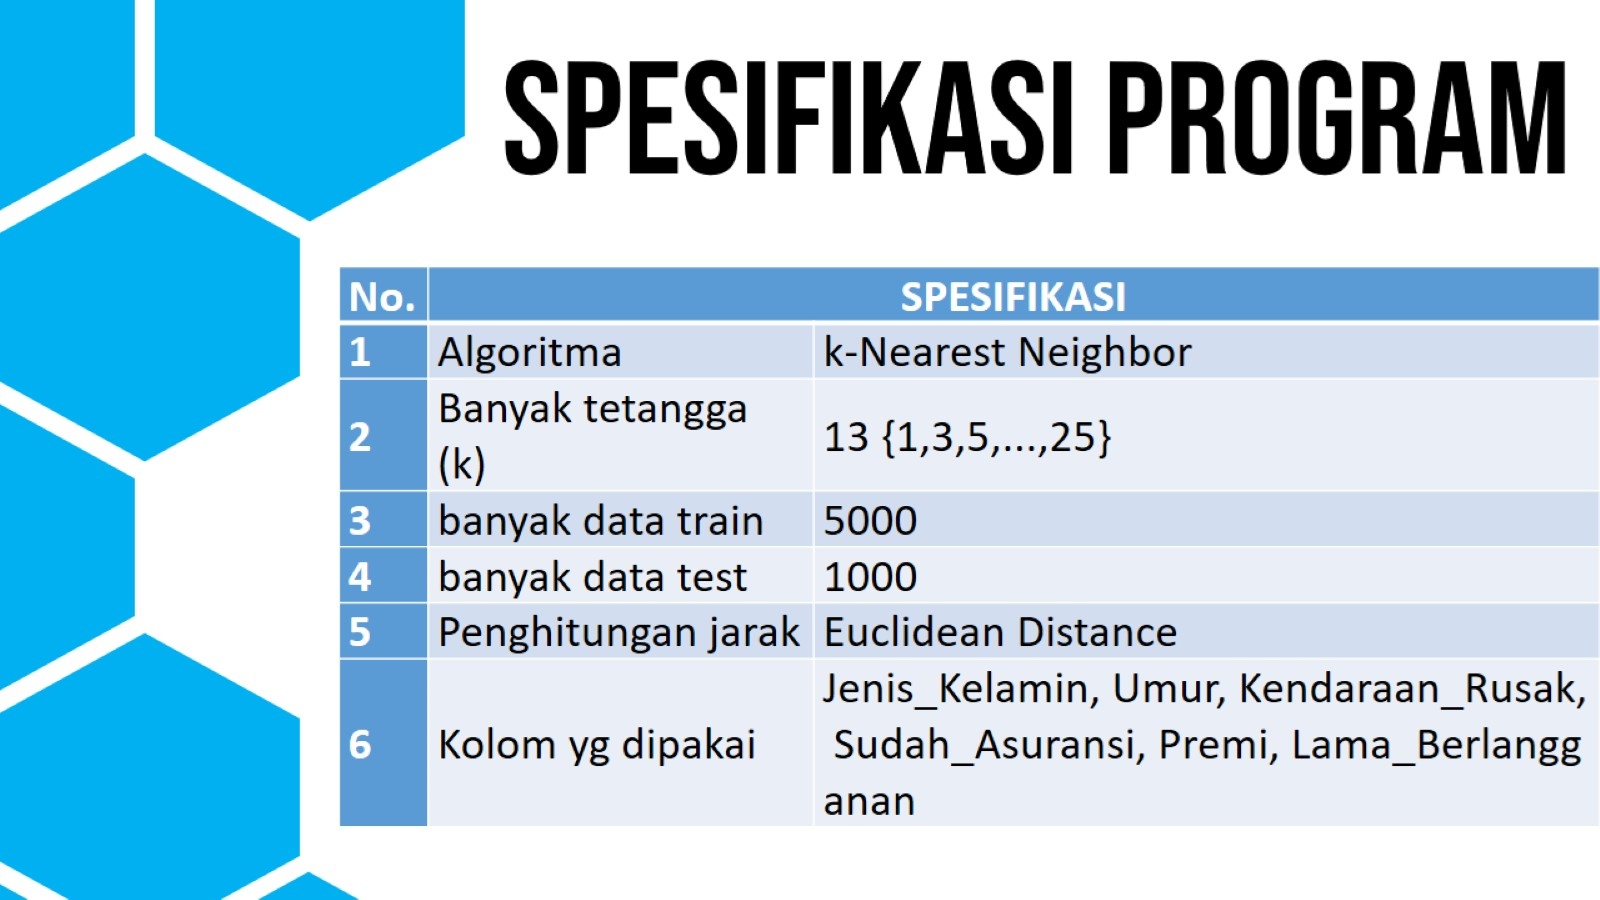 SPESIFIKASI PROGRAM
No. SPESIFIKASI
1 Algoritma k-Nearest Neighbor
2 Banyak tetangga (k) 13 {1,3,5,...,25}
3 banyak data train 5000
4 banyak data test 1000
5 Penghitungan jarak Euclidean Distance
6 Kolom yg dipakai Jenis_Kelamin, Umur, Kendaraan_Rusak,
Sudah_Asuransi, Premi, Lama_Berlangg
anan